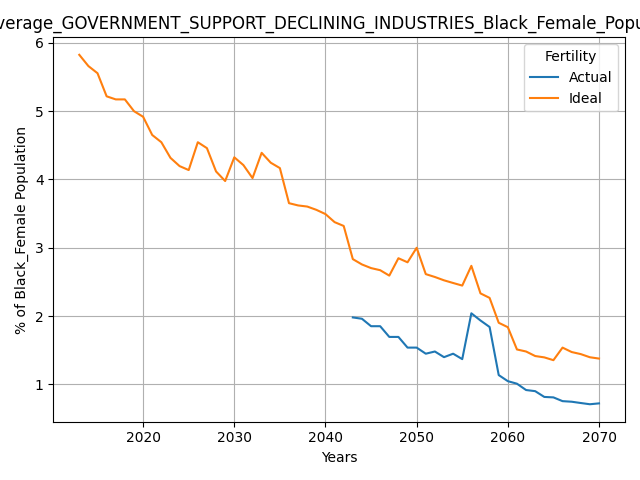 verage_GOVERNMENT_SUPPORT_DECLINING_INDUSTRIES_Black_Female_Popu
6
5
4
3
2
1
% of Black_Female Population
Fertility
Actual
Ideal
2020 2030 2040 2050 2060 2070
Years